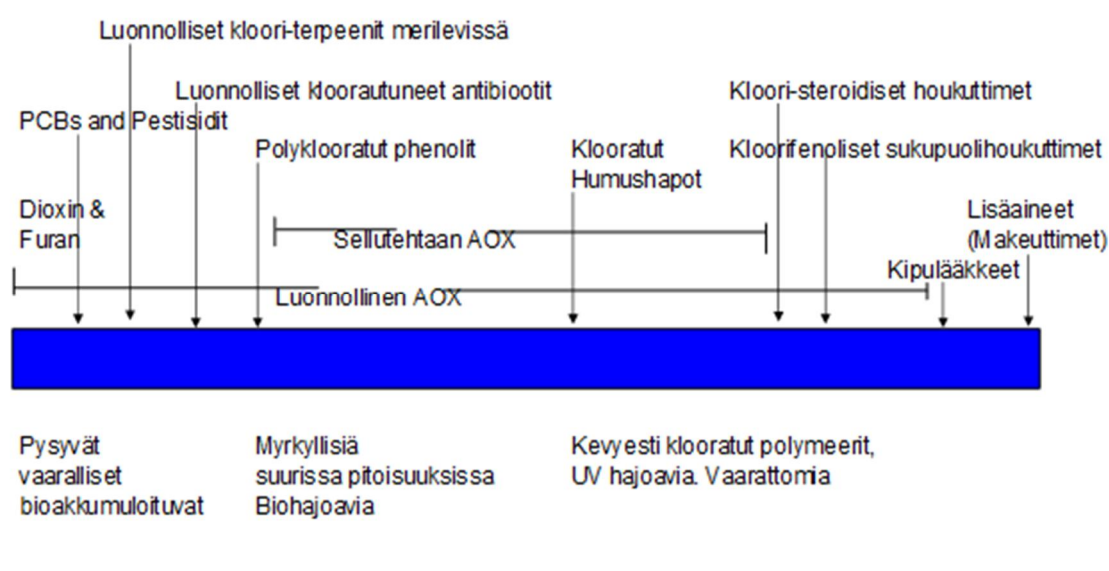 Luonnolliset kloori-terpeenit merilevissä
Luonnolliset kloorautuneet antibiootit
Kloori-steroidiset houkuttimet
PCBs and Pestisidit
Polyklooratut phenolit
Klooratut
Humushapot
Kloorifenoliset sukupuolihoukuttimet
Dioxin &
Furan
Sellutehtaan AOX
Lisäaineet
(Makeuttimet)
Kipulääkkeet
Luonnollinen AOX
Pysyvät
vaaralliset
bioakkumuloituvat
Myrkyllisiä
suurissa pitoisuuksissa
Biohajoavia
Kevyesti klooratut polymeerit,
UV hajoavia. Vaarattomia